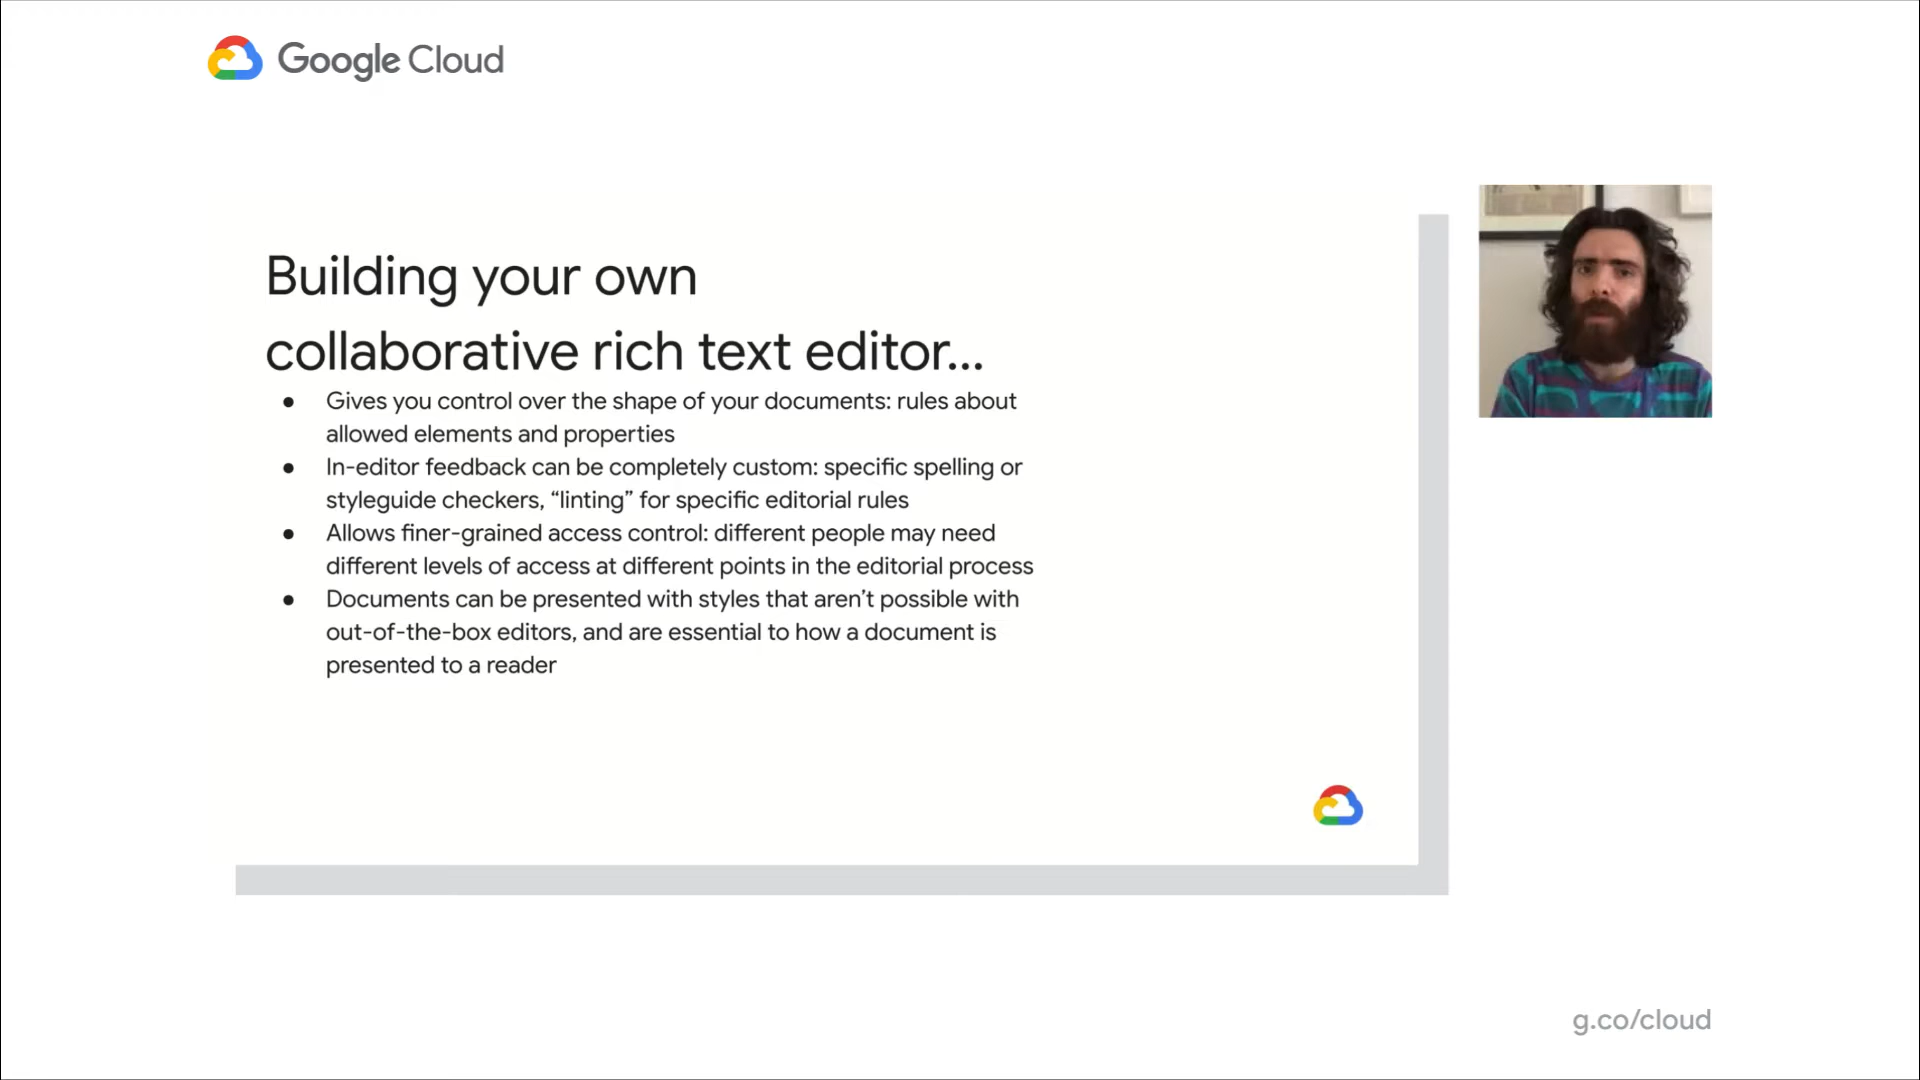 Google Cloud
Building your own
collaborative rich text editor...
● Gives you control over the shape of your documents: rules about
allowed elements and properties
● In-editor feedback can be completely custom: specific spelling or
styleguide checkers, “linting” for specific editorial rules
● Allows finer-grained access control: different people may need
different levels of access at different points in the editorial process
● Documents can be presented with styles that aren’t possible with
out-of-the-box editors, and are essential to how a document is
presented to a reader
g.co/cloud